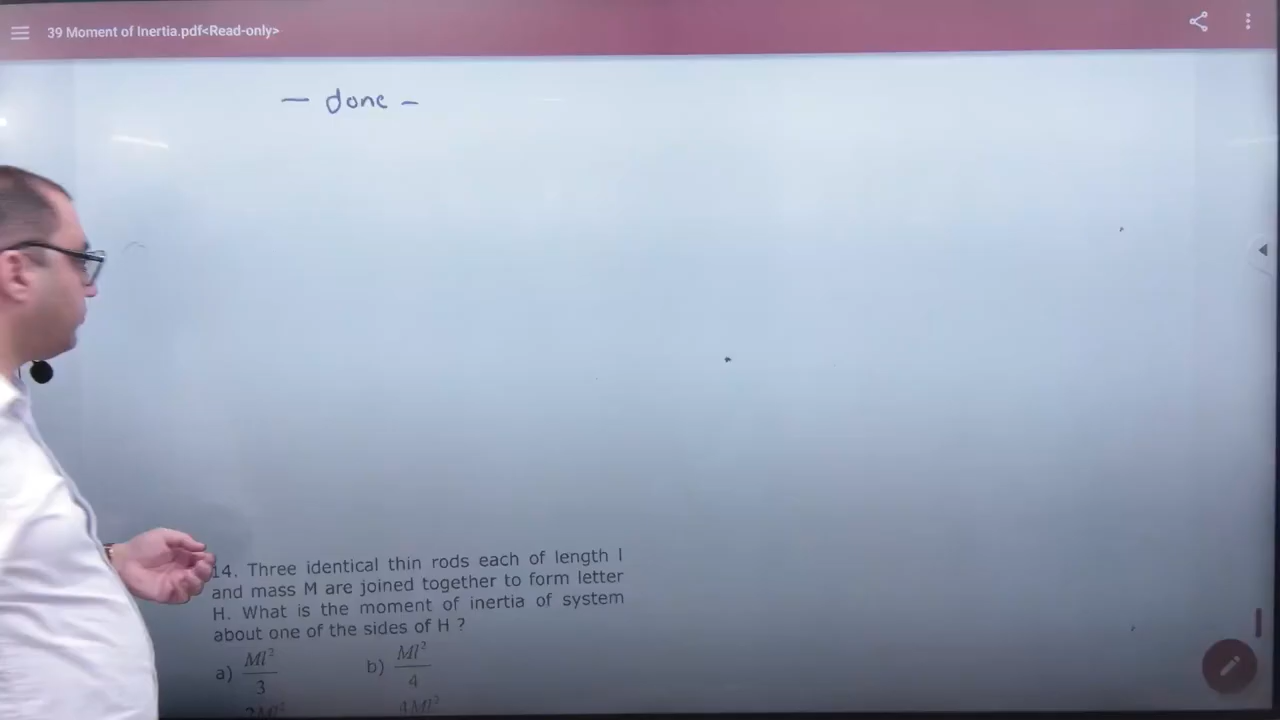 39 Moment of Inertia.pdf<Read-only>
— done -
14. Three identical thin rods each of length l
and mass M are joined together to form letter
H. What is the moment of inertia of system
about one of the sides of H ?
a) Ml²/3 b) Ml²/4
2Ml² 4Ml²